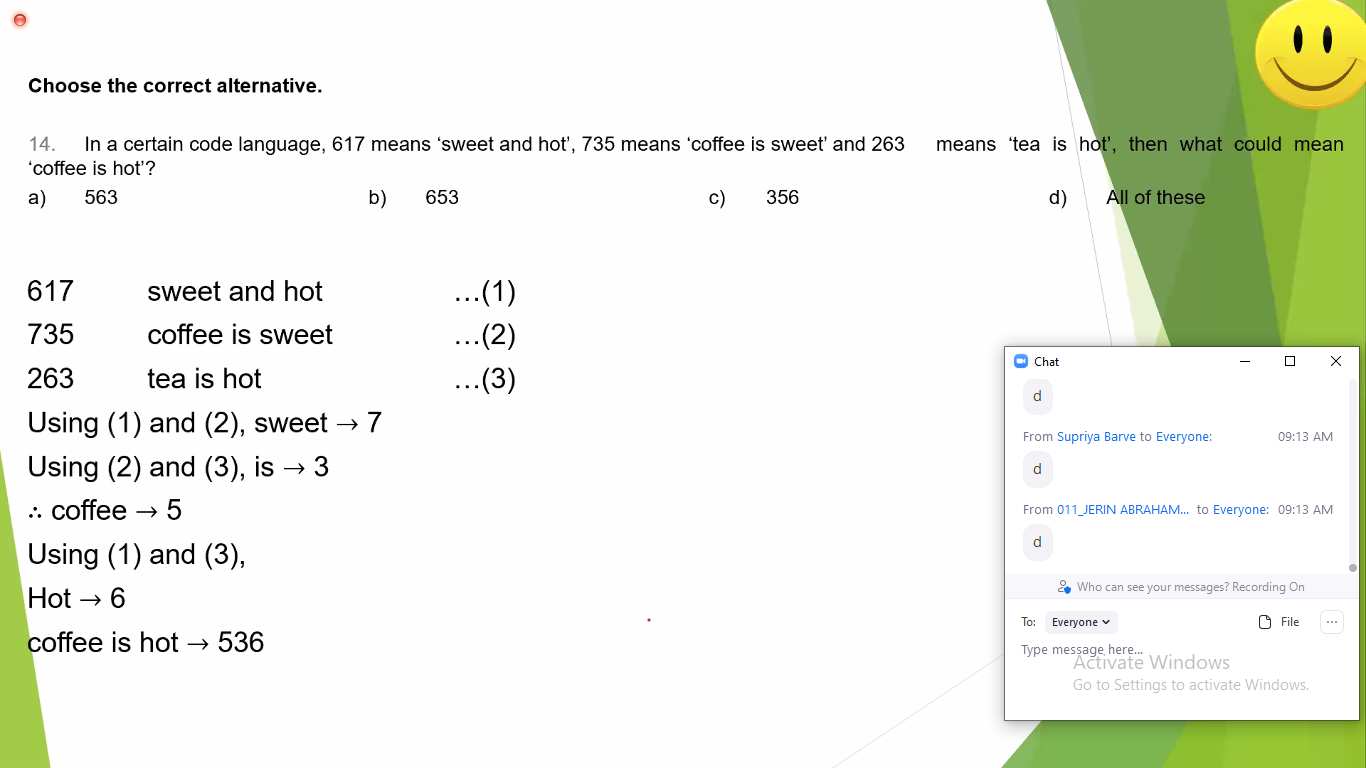 Choose the correct alternative.
14. In a certain code language, 617 means ‘sweet and hot’, 735 means ‘coffee is sweet’ and 263 means ‘tea is hot’, then what could mean
‘coffee is hot’?
a) 563 b) 653 c) 356 d) All of these
617 sweet and hot …(1)
735 coffee is sweet …(2)
263 tea is hot …(3)
Using (1) and (2), sweet → 7
Using (2) and (3), is → 3
∴ coffee → 5
Using (1) and (3),
Hot → 6
coffee is hot → 536
Chat
d
From Supriya Barve to Everyone: 09:13 AM
d
From 011_JERIN ABRAHAM... to Everyone: 09:13 AM
d
Who can see your messages? Recording On
To: Everyone File ...
Type message here...
Activate Windows
Go to Settings to activate Windows.